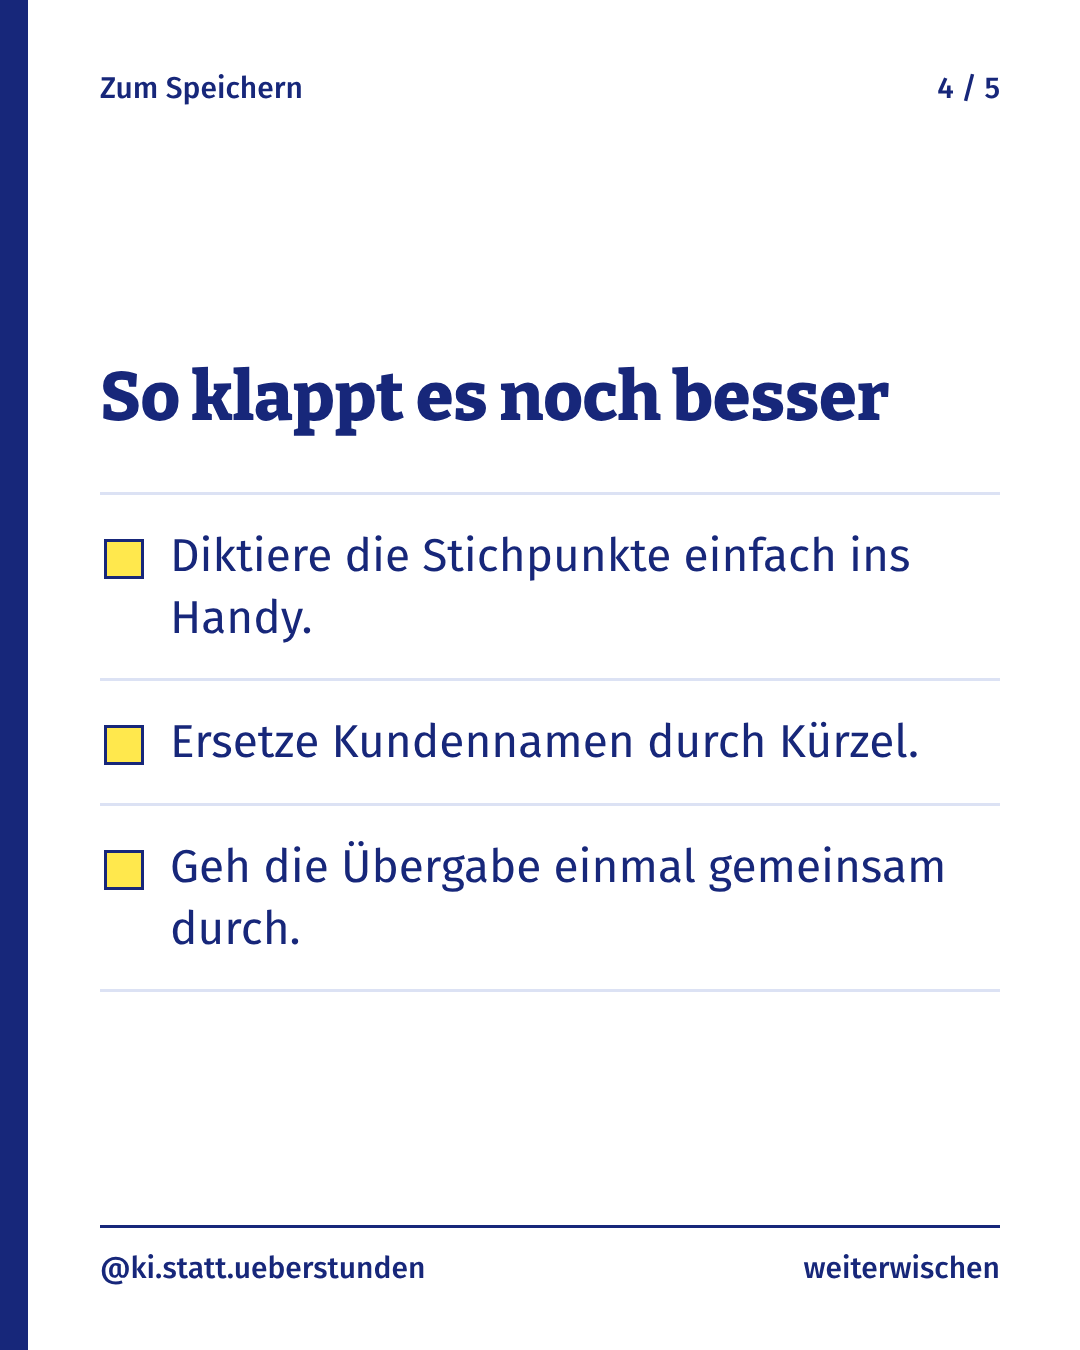 Zum Speichern
4 / 5
So klappt es noch besser
Diktiere die Stichpunkte einfach ins
Handy.
Ersetze Kundennamen durch Kürzel.
Geh die Übergabe einmal gemeinsam
durch.
@ki.statt.ueberstunden
weiterwischen